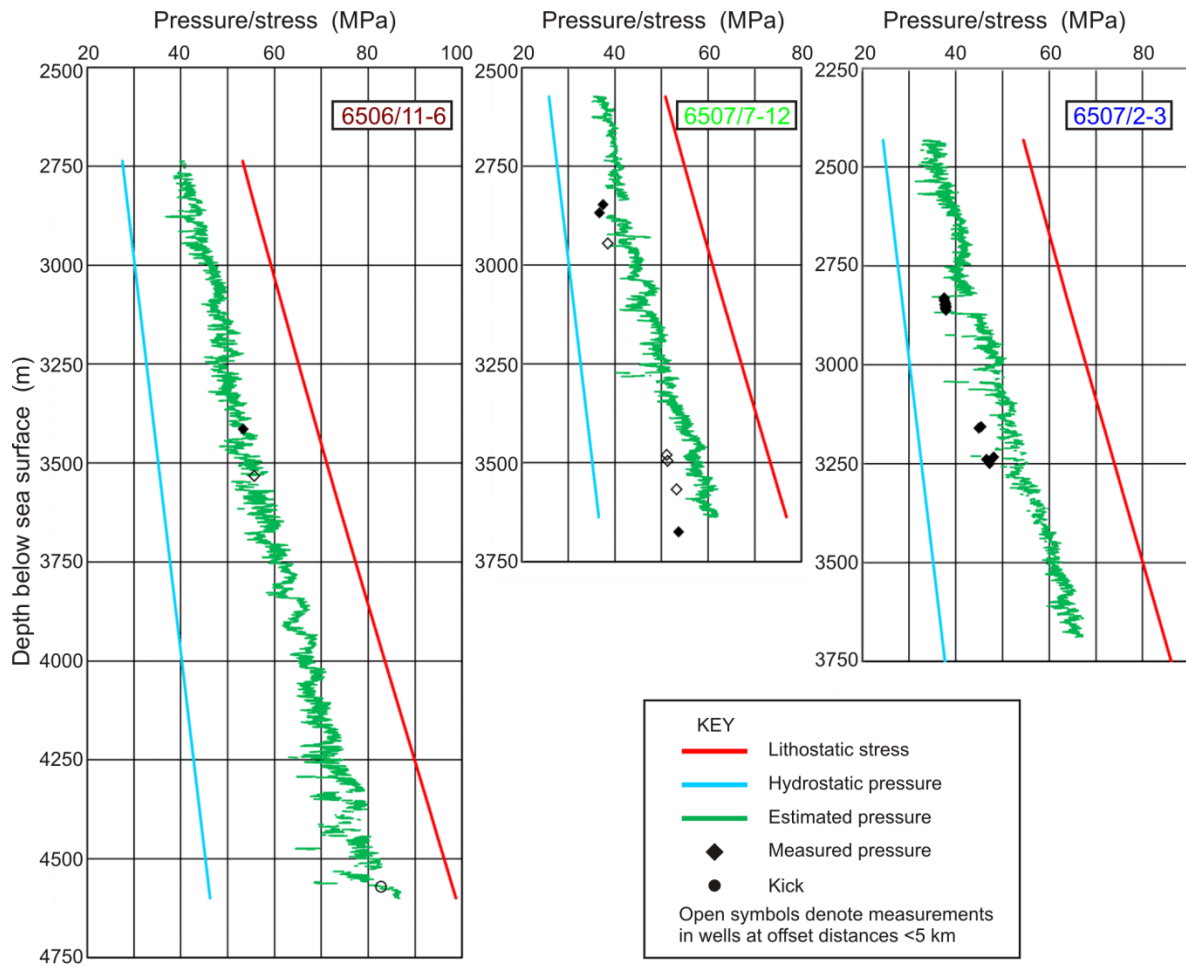 Pressure/stress (MPa)
20 40 60 80 100
2500
2750
3000
3250
3500
3750
4000
4250
4500
4750
Depth below sea surface (m)
6506/11-6
Pressure/stress (MPa)
20 40 60 80
2500
2750
3000
3250
3500
3750
6507/7-12
Pressure/stress (MPa)
20 40 60 80
2250
2500
2750
3000
3250
3500
3750
6507/2-3
KEY
Lithostatic stress
Hydrostatic pressure
Estimated pressure
Measured pressure
Kick
Open symbols denote measurements
in wells at offset distances <5 km